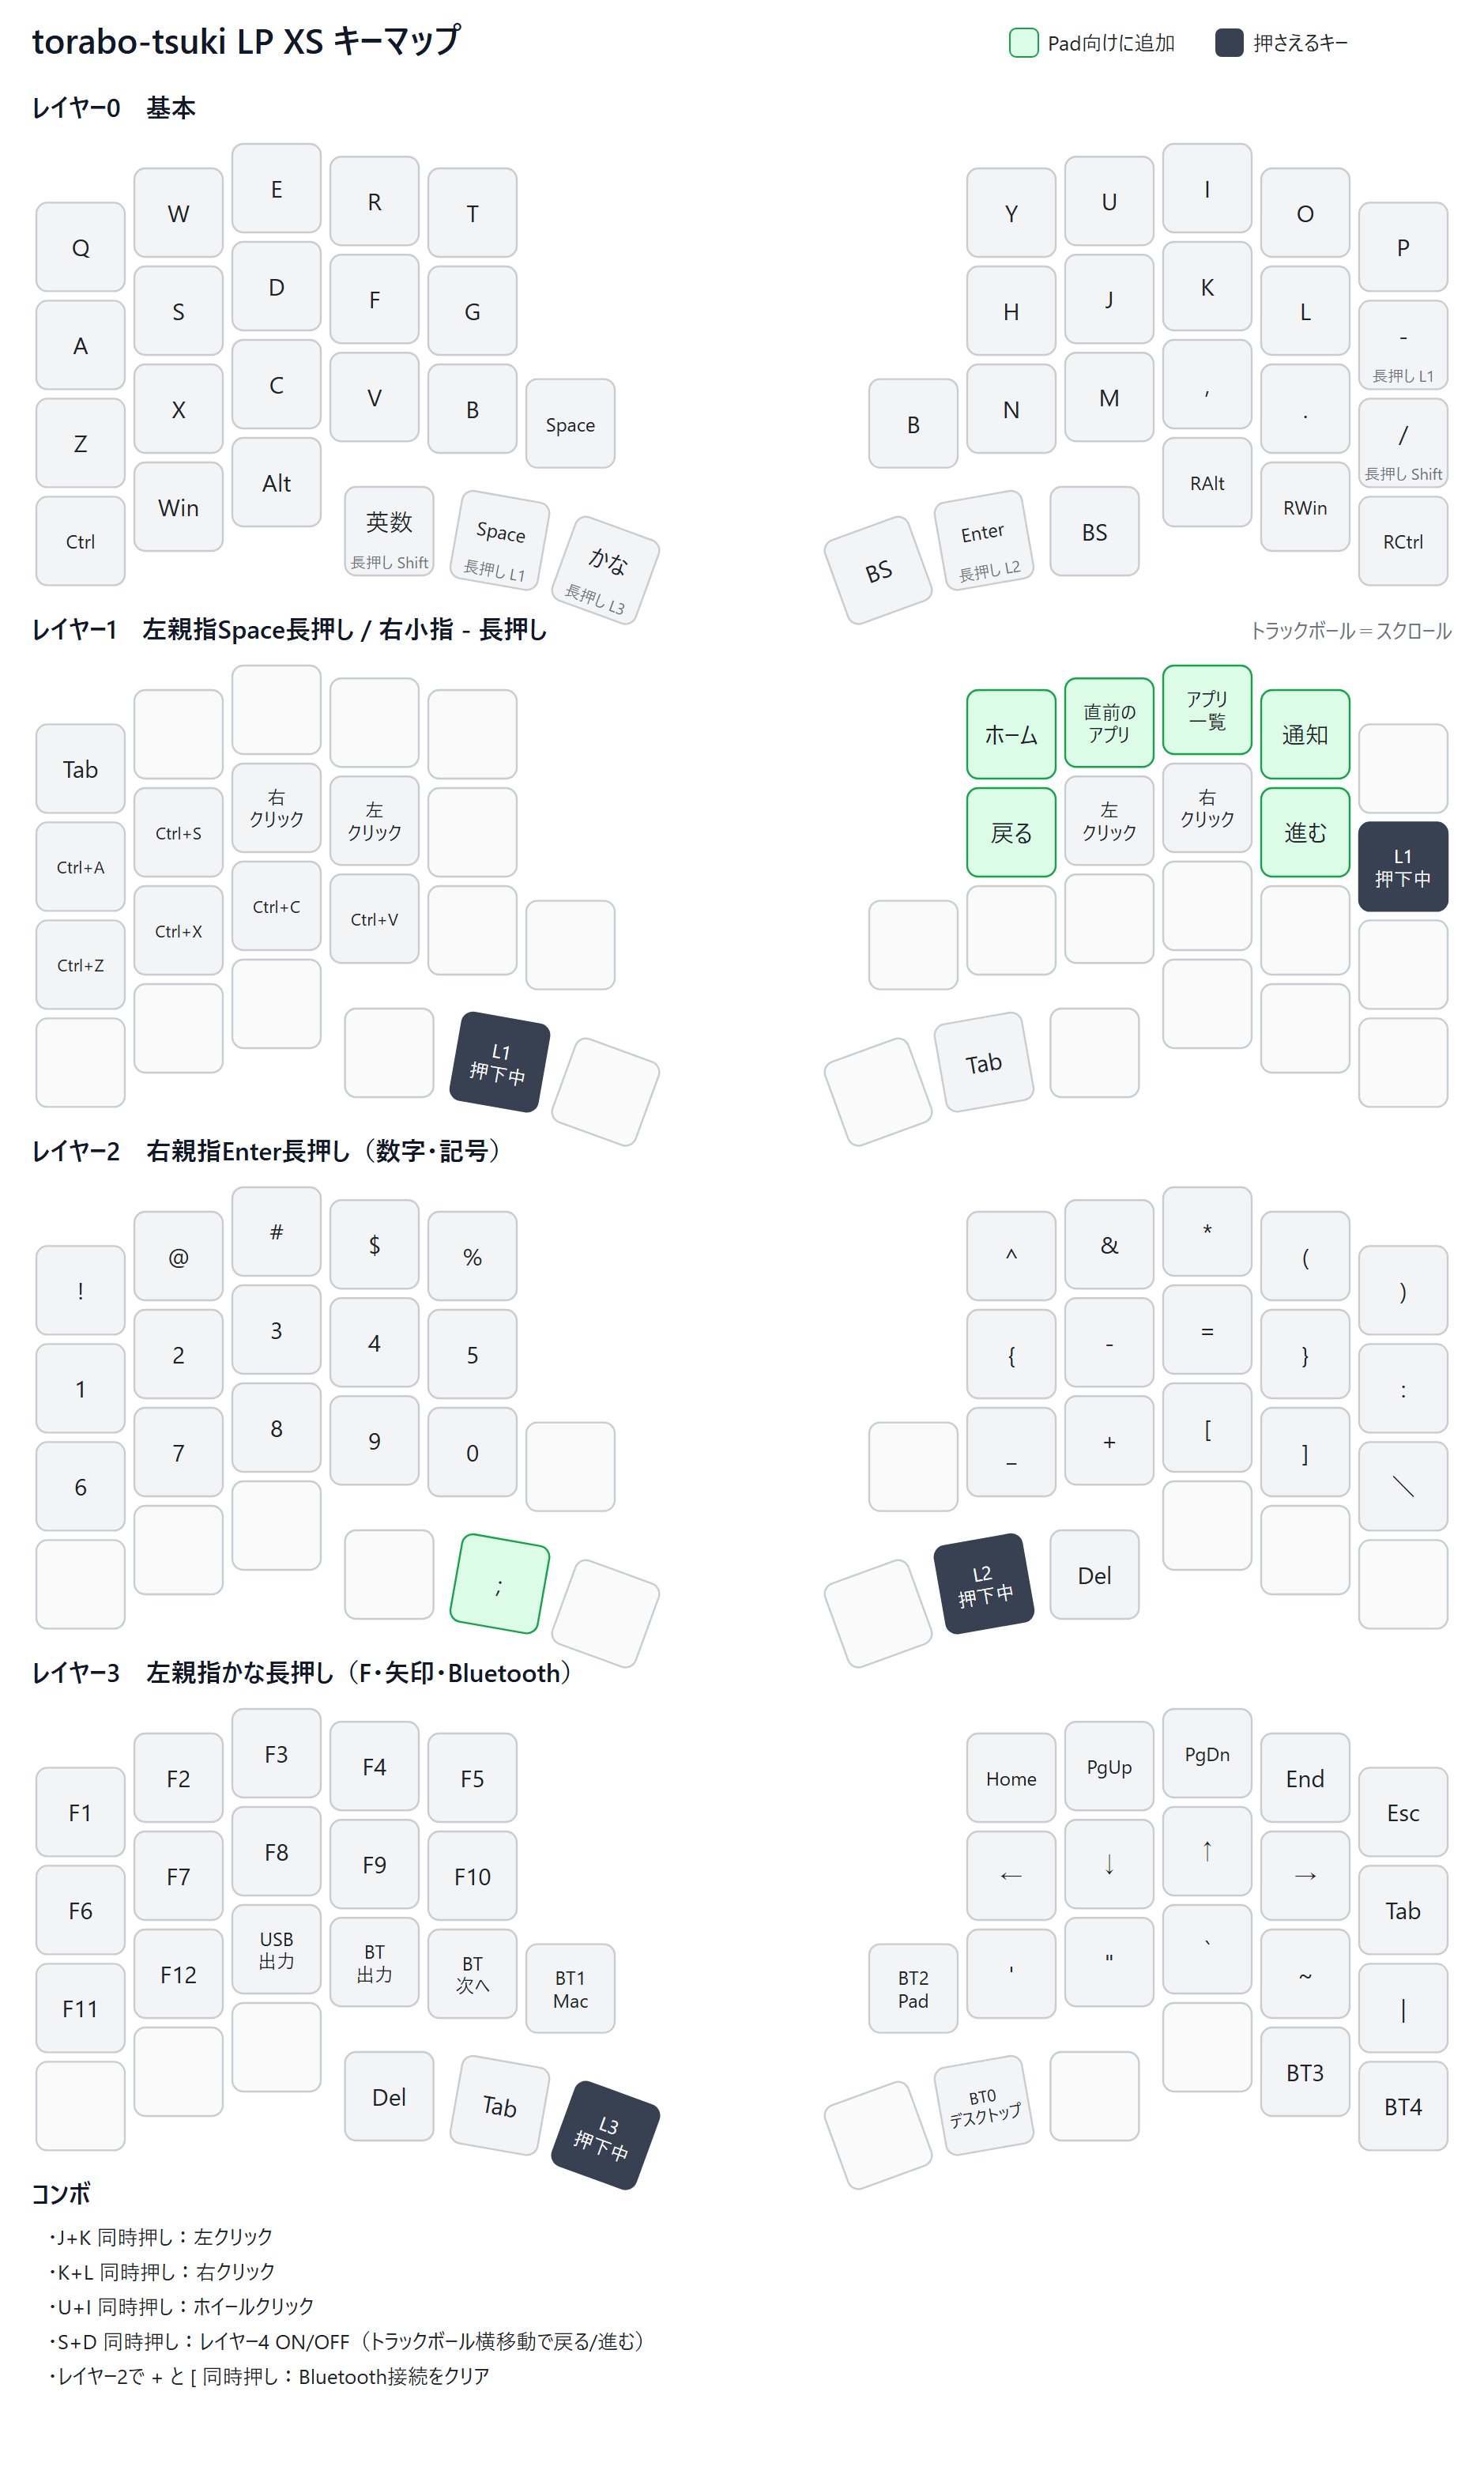 torabo-tsuki LP XS キーマップ
Pad向けに追加
押さえるキー
レイヤー0 基本
Q W E R T
Y U I O P
A S D F G
H J K L -
長押し L1
Z X C V B Space
B N M , . /
長押し Shift
Ctrl Win Alt
英数
長押し Shift
Space
長押し L1
かな
長押し L3
BS
Enter
長押し L2
BS
RAlt RWin RCtrl
レイヤー1 左親指Space長押し / 右小指 - 長押し
トラックボール＝スクロール
Tab
ホーム
直前の
アプリ
アプリ
一覧
通知
Ctrl+A Ctrl+S
右
クリック
左
クリック
戻る
左
クリック
右
クリック
進む
L1
押下中
Ctrl+Z Ctrl+X Ctrl+C Ctrl+V
L1
押下中
Tab
レイヤー2 右親指Enter長押し（数字・記号）
! @ # $ %
^ & * ( )
1 2 3 4 5
{ - = } :
6 7 8 9 0
_ + [ ] ＼
;
L2
押下中
Del
レイヤー3 左親指かな長押し（F・矢印・Bluetooth）
F1 F2 F3 F4 F5
Home PgUp PgDn End Esc
F6 F7 F8 F9 F10
← ↓ ↑ → Tab
F11 F12
USB
出力
BT
出力
BT
次へ
BT1
Mac
BT2
Pad
' " ` ~ |
Del Tab
L3
押下中
BT0
デスクトップ
BT3 BT4
コンボ
・J+K 同時押し：左クリック
・K+L 同時押し：右クリック
・U+I 同時押し：ホイールクリック
・S+D 同時押し：レイヤー4 ON/OFF（トラックボール横移動で戻る/進む）
・レイヤー2で + と [ 同時押し：Bluetooth接続をクリア